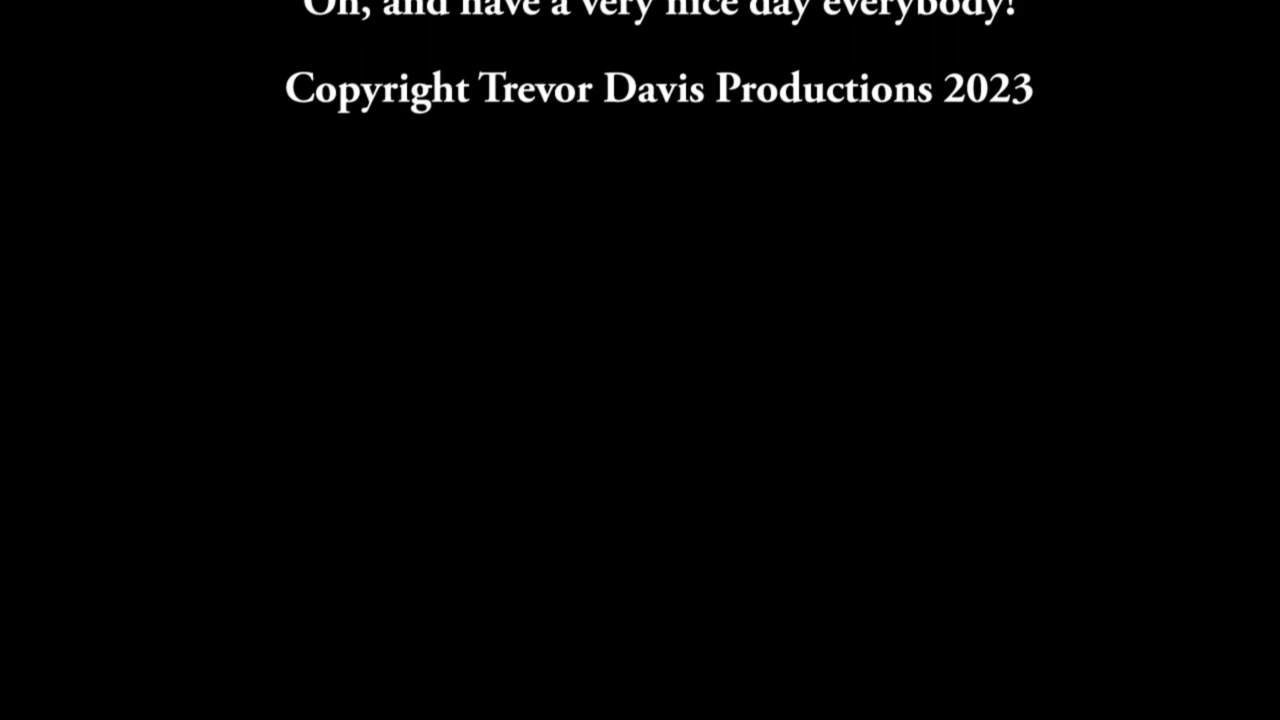 Oh, and have a very nice day everybody!
Copyright Trevor Davis Productions 2023